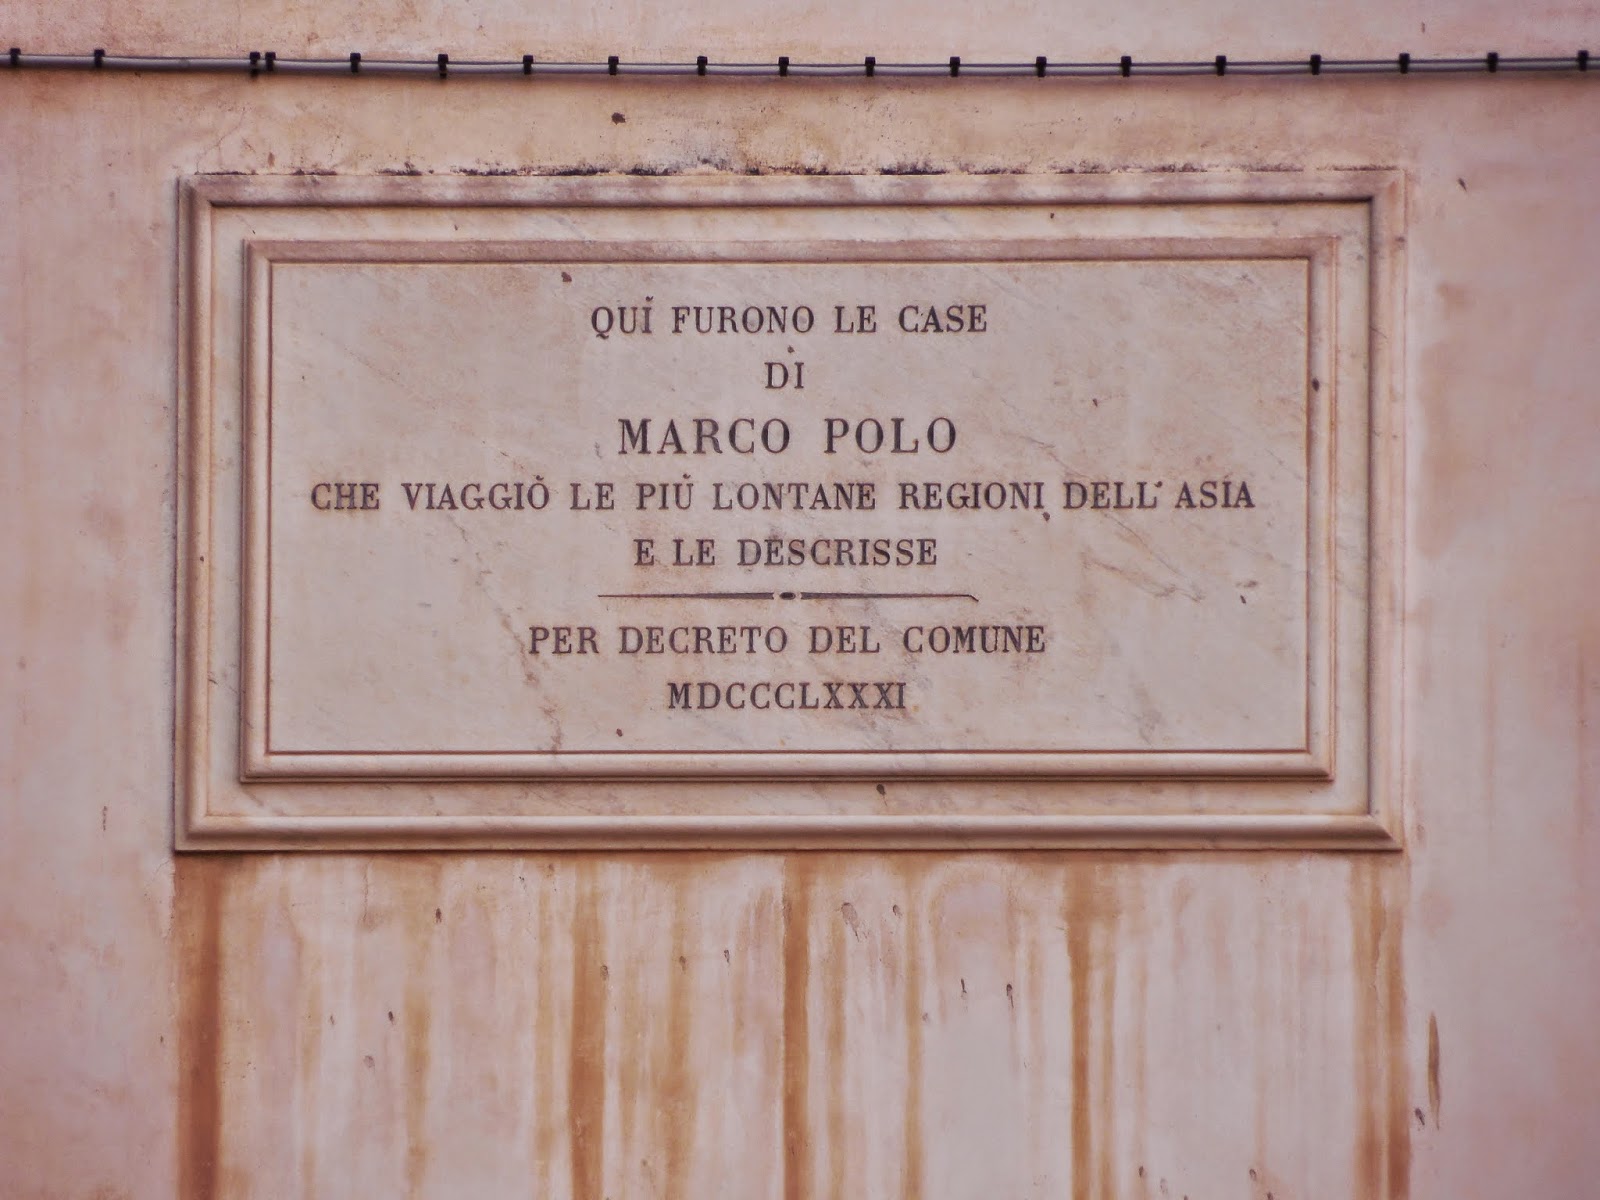 QUÌ FURONO LE CASE
DI
MARCO POLO
CHE VIAGGIÒ LE PIÙ LONTANE REGIONI DELL' ASIA
E LE DESCRISSE
PER DECRETO DEL COMUNE
MDCCCLXXXI